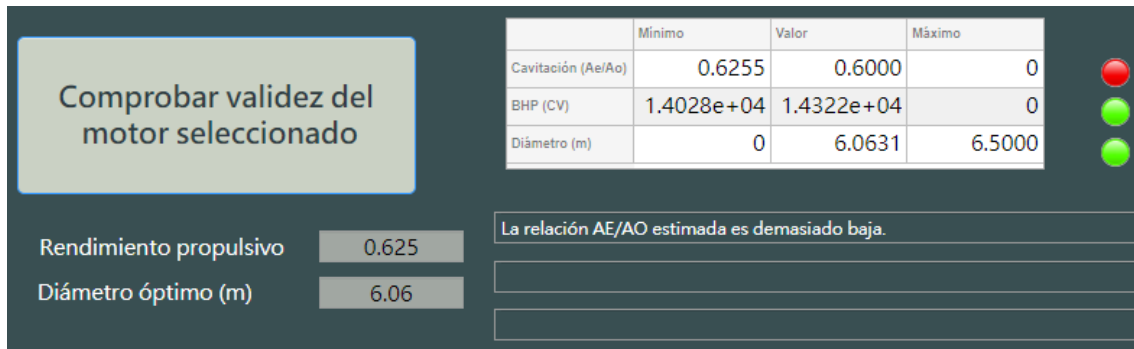 Comprobar validez del
motor seleccionado
Mínimo Valor Máximo
Cavitación (Ae/Ao) 0.6255 0.6000 0
BHP (CV) 1.4028e+04 1.4322e+04 0
Diámetro (m) 0 6.0631 6.5000
Rendimiento propulsivo 0.625
Diámetro óptimo (m) 6.06
La relación AE/AO estimada es demasiado baja.